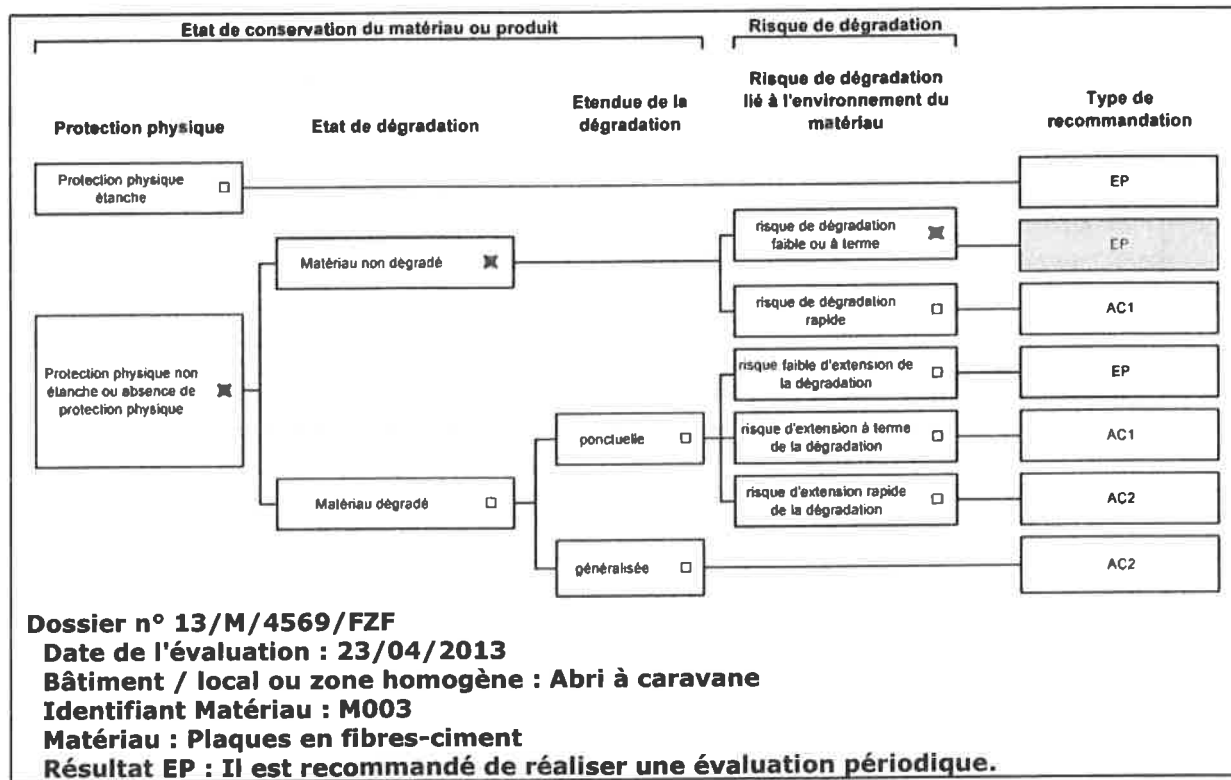 Etat de conservation du matériau ou produit
Risque de dégradation
Protection physique
Etat de dégradation
Etendue de la
dégradation
Risque de dégradation
lié à l'environnement du
matériau
Type de
recommandation
Protection physique
étanche
EP
risque de dégradation
faible ou à terme
EP
Matériau non dégradé
risque de dégradation
rapide
AC1
Protection physique non
étanche ou absence de
protection physique
risque faible d'extension de
la dégradation
EP
ponctuelle
risque d'extension à terme
de la dégradation
AC1
Matériau dégradé
risque d'extension rapide
de la dégradation
AC2
généralisée
AC2
Dossier n° 13/M/4569/FZF
Date de l'évaluation : 23/04/2013
Bâtiment / local ou zone homogène : Abri à caravane
Identifiant Matériau : M003
Matériau : Plaques en fibres-ciment
Résultat EP : Il est recommandé de réaliser une évaluation périodique.